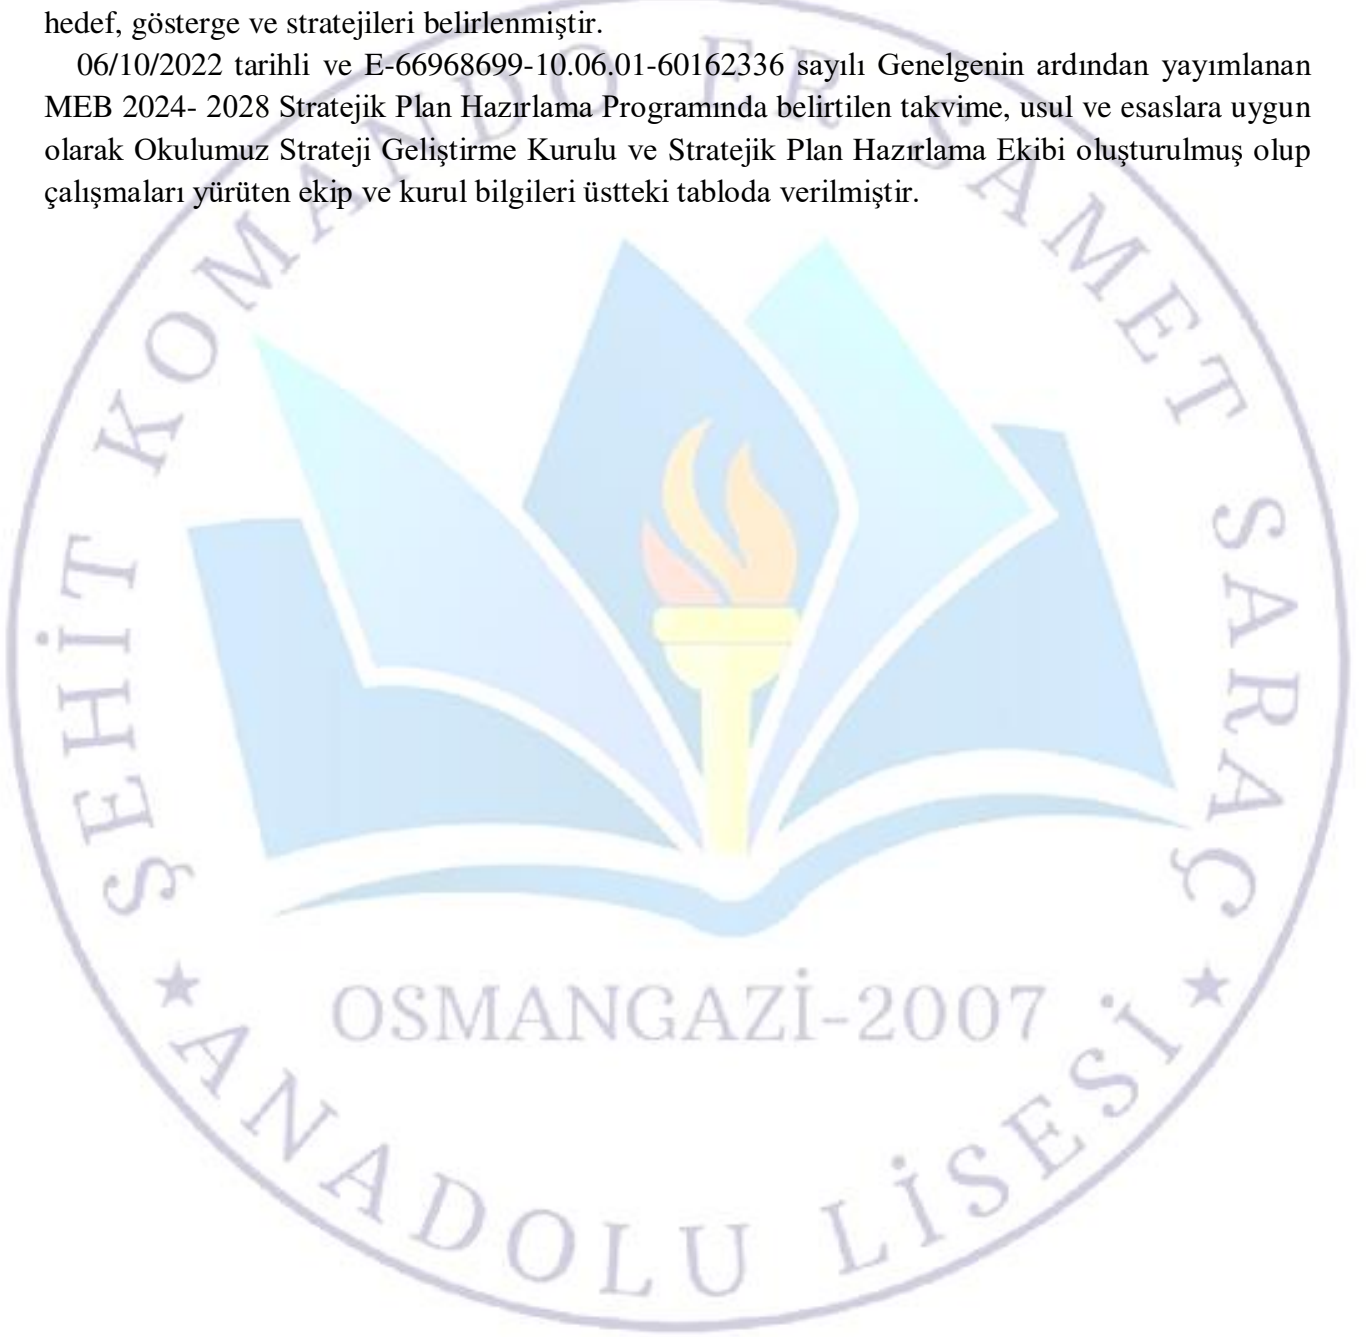 hedef, gösterge ve stratejileri belirlenmiştir.
06/10/2022 tarihli ve E-66968699-10.06.01-60162336 sayılı Genelgenin ardından yayımlanan
MEB 2024- 2028 Stratejik Plan Hazırlama Programında belirtilen takvime, usul ve esaslara uygun
olarak Okulumuz Strateji Geliştirme Kurulu ve Stratejik Plan Hazırlama Ekibi oluşturulmuş olup
çalışmaları yürüten ekip ve kurul bilgileri üstteki tabloda verilmiştir.
ŞEHİT KOMANDO ER SAMET SARAÇ
OSMANGAZİ-2007
★ ANADOLU LİSESİ ★